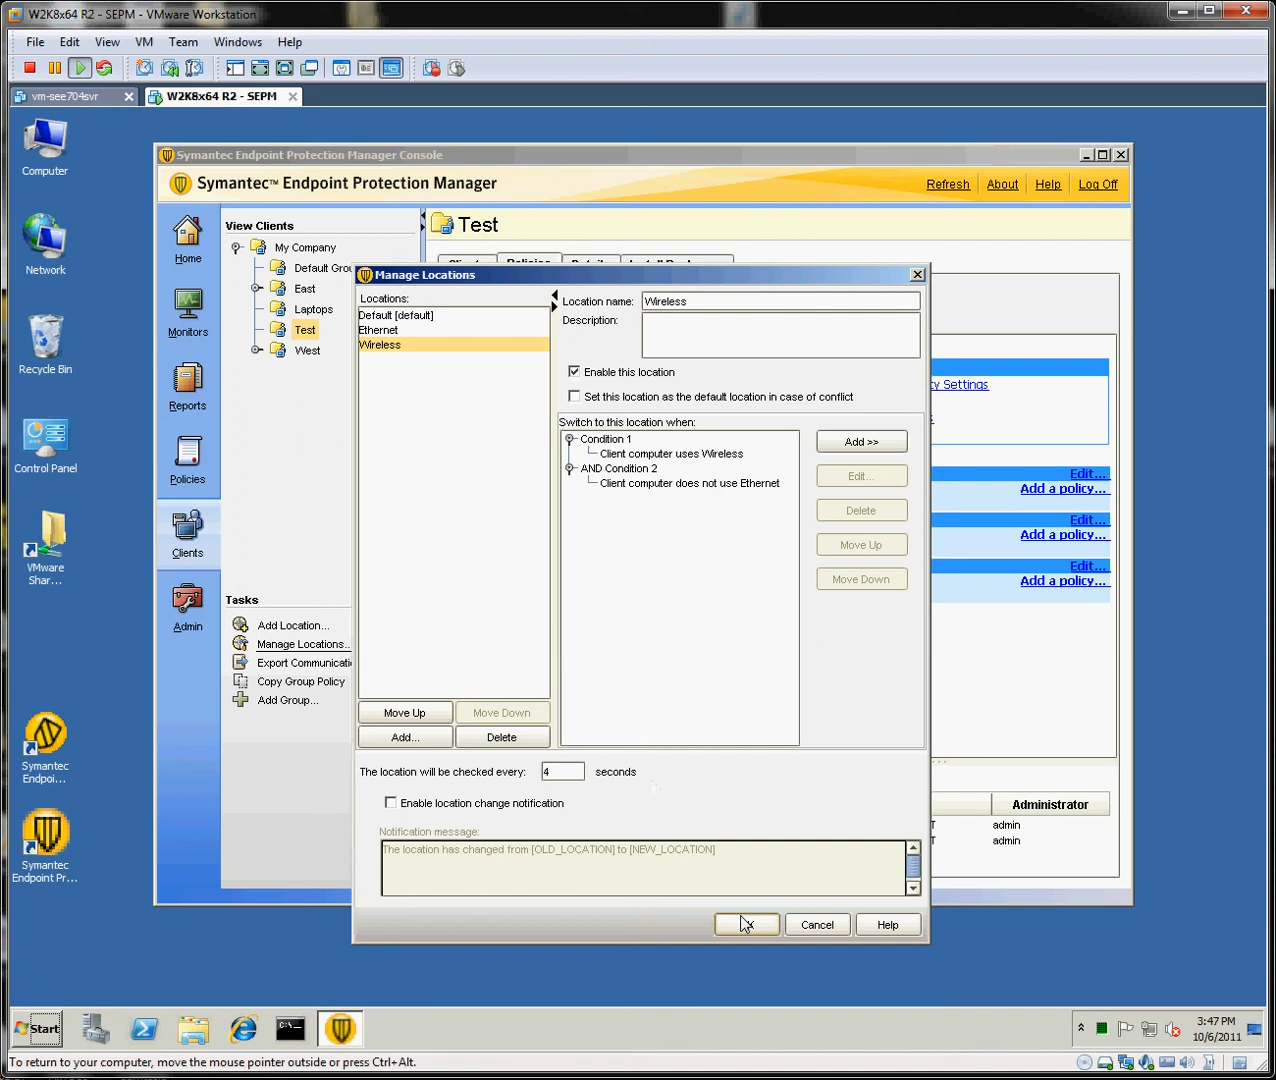 W2K8x64 R2 - SEPM - VMware Workstation
File Edit View VM Team Windows Help
vm-see704svr
W2K8x64 R2 - SEPM
Computer
Network
Recycle Bin
Control Panel
VMware
Shar...
Symantec
Endpoi...
Symantec
Endpoint Pr...
Symantec Endpoint Protection Manager Console
Symantec™ Endpoint Protection Manager
Refresh About Help Log Off
Home
Monitors
Reports
Policies
Clients
Admin
View Clients
My Company
Default Grou
East
Laptops
Test
West
Tasks
Add Location...
Manage Locations...
Export Communicati
Copy Group Policy
Add Group...
Test
Manage Locations
Locations:
Default [default]
Ethernet
Wireless
Move Up Move Down
Add... Delete
Location name: Wireless
Description:
Enable this location
Set this location as the default location in case of conflict
Switch to this location when:
Condition 1
Client computer uses Wireless
AND Condition 2
Client computer does not use Ethernet
Add >>
Edit...
Delete
Move Up
Move Down
The location will be checked every: 4 seconds
Enable location change notification
Notification message:
The location has changed from [OLD_LOCATION] to [NEW_LOCATION]
Cancel Help
cy Settings
Edit...
Add a policy...
Edit...
Add a policy...
Edit...
Add a policy...
Administrator
T admin
T admin
Start
3:47 PM
10/6/2011
To return to your computer, move the mouse pointer outside or press Ctrl+Alt.